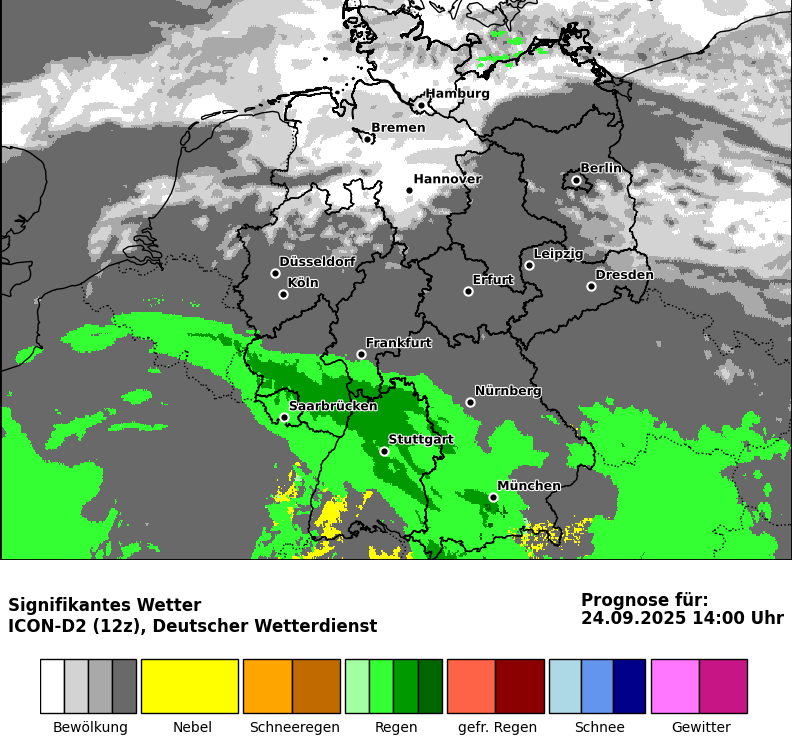 Hamburg
Bremen
Berlin
Hannover
Düsseldorf
Leipzig
Köln
Erfurt
Dresden
Frankfurt
Nürnberg
Saarbrücken
Stuttgart
München
Signifikantes Wetter
ICON-D2 (12z), Deutscher Wetterdienst
Prognose für:
24.09.2025 14:00 Uhr
Bewölkung Nebel Schneeregen Regen gefr. Regen Schnee Gewitter